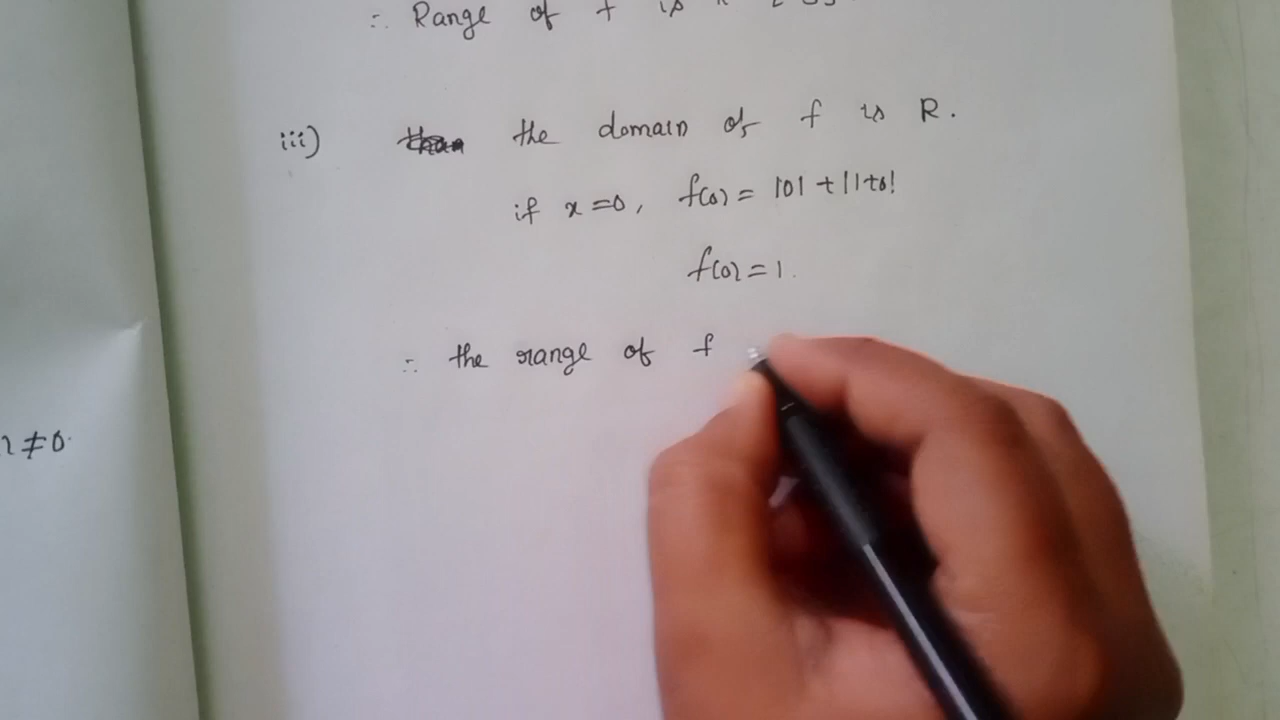 ∴ Range of f is R
iii) the domain of f is R.
if x=0, f(0) = |0| + |1+0|
f(0) = 1.
∴ the range of f
≠0.